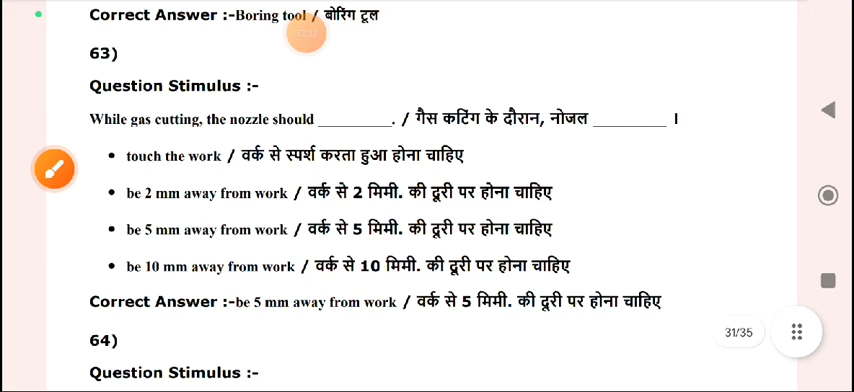 Correct Answer :-Boring tool / बोरिंग टूल
63)
Question Stimulus :-
While gas cutting, the nozzle should __________. / गैस कटिंग के दौरान, नोजल __________ ।
• touch the work / वर्क से स्पर्श करता हुआ होना चाहिए
• be 2 mm away from work / वर्क से 2 मिमी. की दूरी पर होना चाहिए
• be 5 mm away from work / वर्क से 5 मिमी. की दूरी पर होना चाहिए
• be 10 mm away from work / वर्क से 10 मिमी. की दूरी पर होना चाहिए
Correct Answer :-be 5 mm away from work / वर्क से 5 मिमी. की दूरी पर होना चाहिए
31/35
64)
Question Stimulus :-